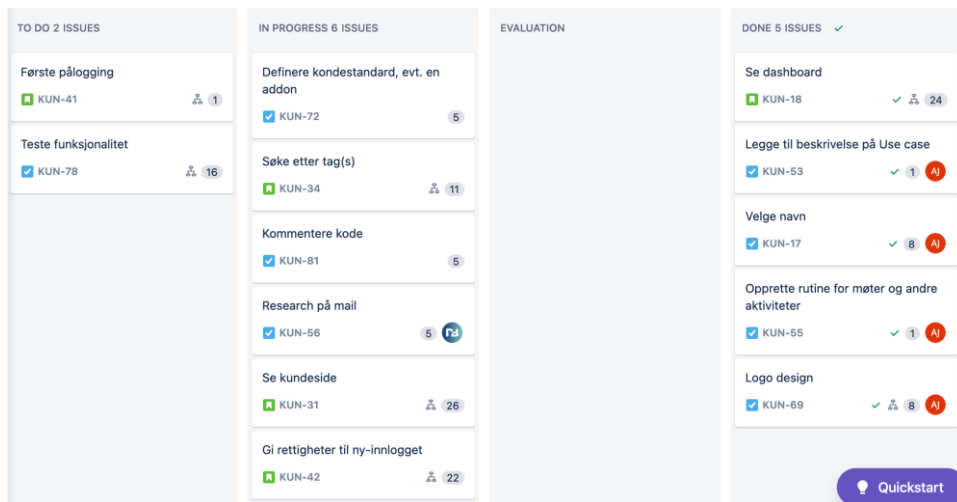 TO DO 2 ISSUES
Første pålogging
KUN-41
1
Teste funksjonalitet
KUN-78
16
IN PROGRESS 6 ISSUES
Definere kondestandard, evt. en
addon
KUN-72
5
Søke etter tag(s)
KUN-34
11
Kommentere kode
KUN-81
5
Research på mail
KUN-56
5
Se kundeside
KUN-31
26
Gi rettigheter til ny-innlogget
KUN-42
22
EVALUATION
DONE 5 ISSUES
Se dashboard
KUN-18
24
Legge til beskrivelse på Use case
KUN-53
1 AJ
Velge navn
KUN-17
8 AJ
Opprette rutine for møter og andre
aktiviteter
KUN-55
1 AJ
Logo design
KUN-69
8 AJ
Quickstart